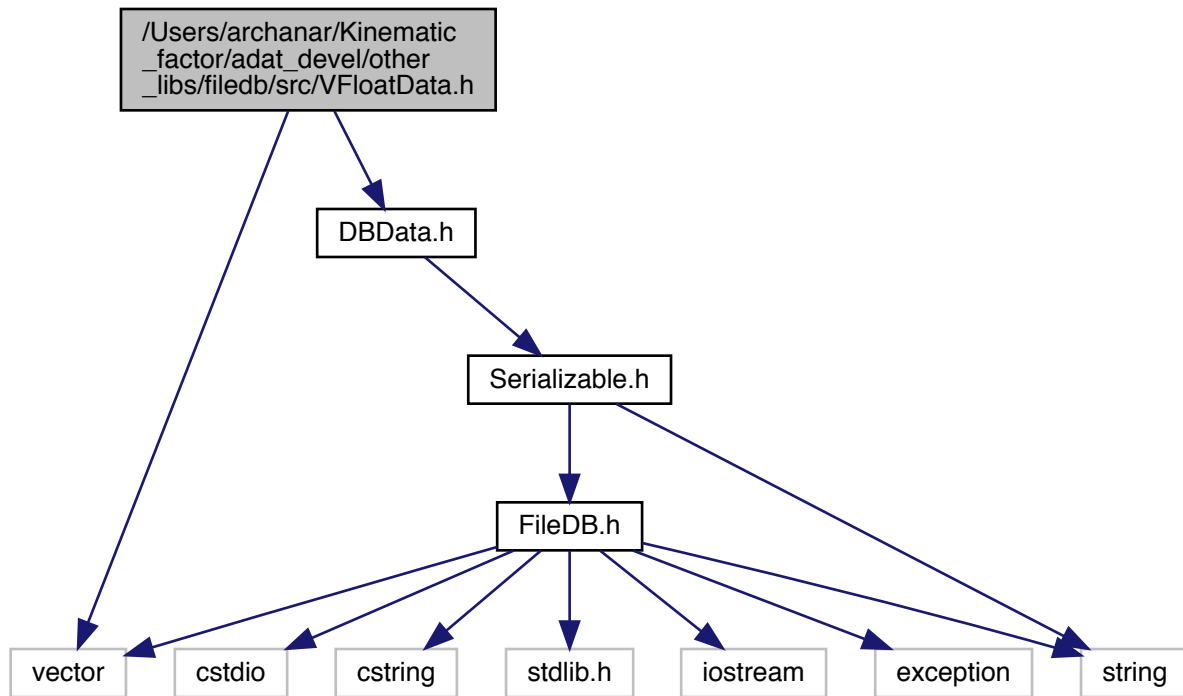 /Users/archanar/Kinematic
_factor/adat_devel/other
_libs/filedb/src/VFloatData.h
DBData.h
Serializable.h
FileDB.h
vector
cstdio
cstring
stdlib.h
iostream
exception
string